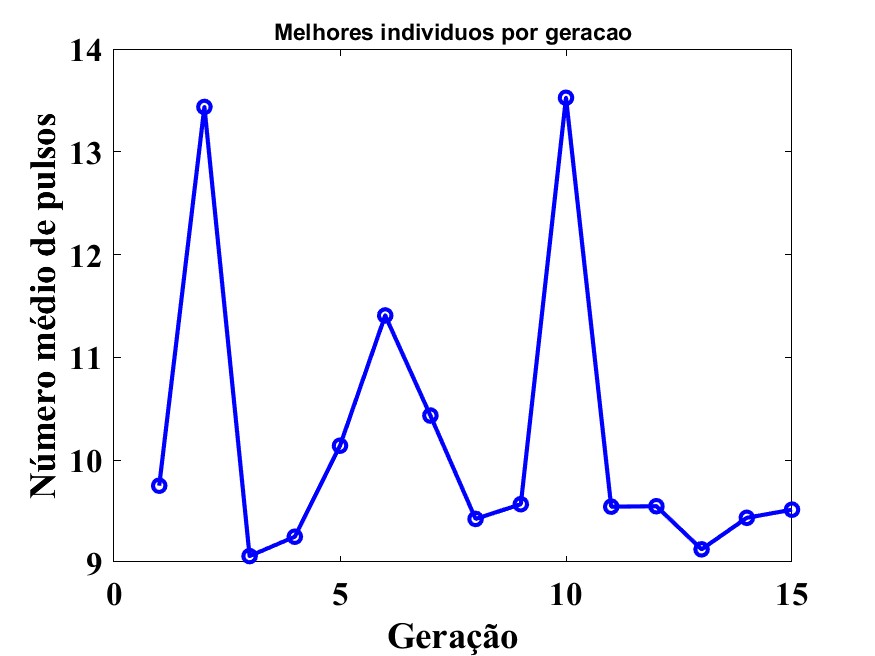 Melhores individuos por geracao
14
13
12
11
10
9
Número médio de pulsos
0 5 10 15
Geração